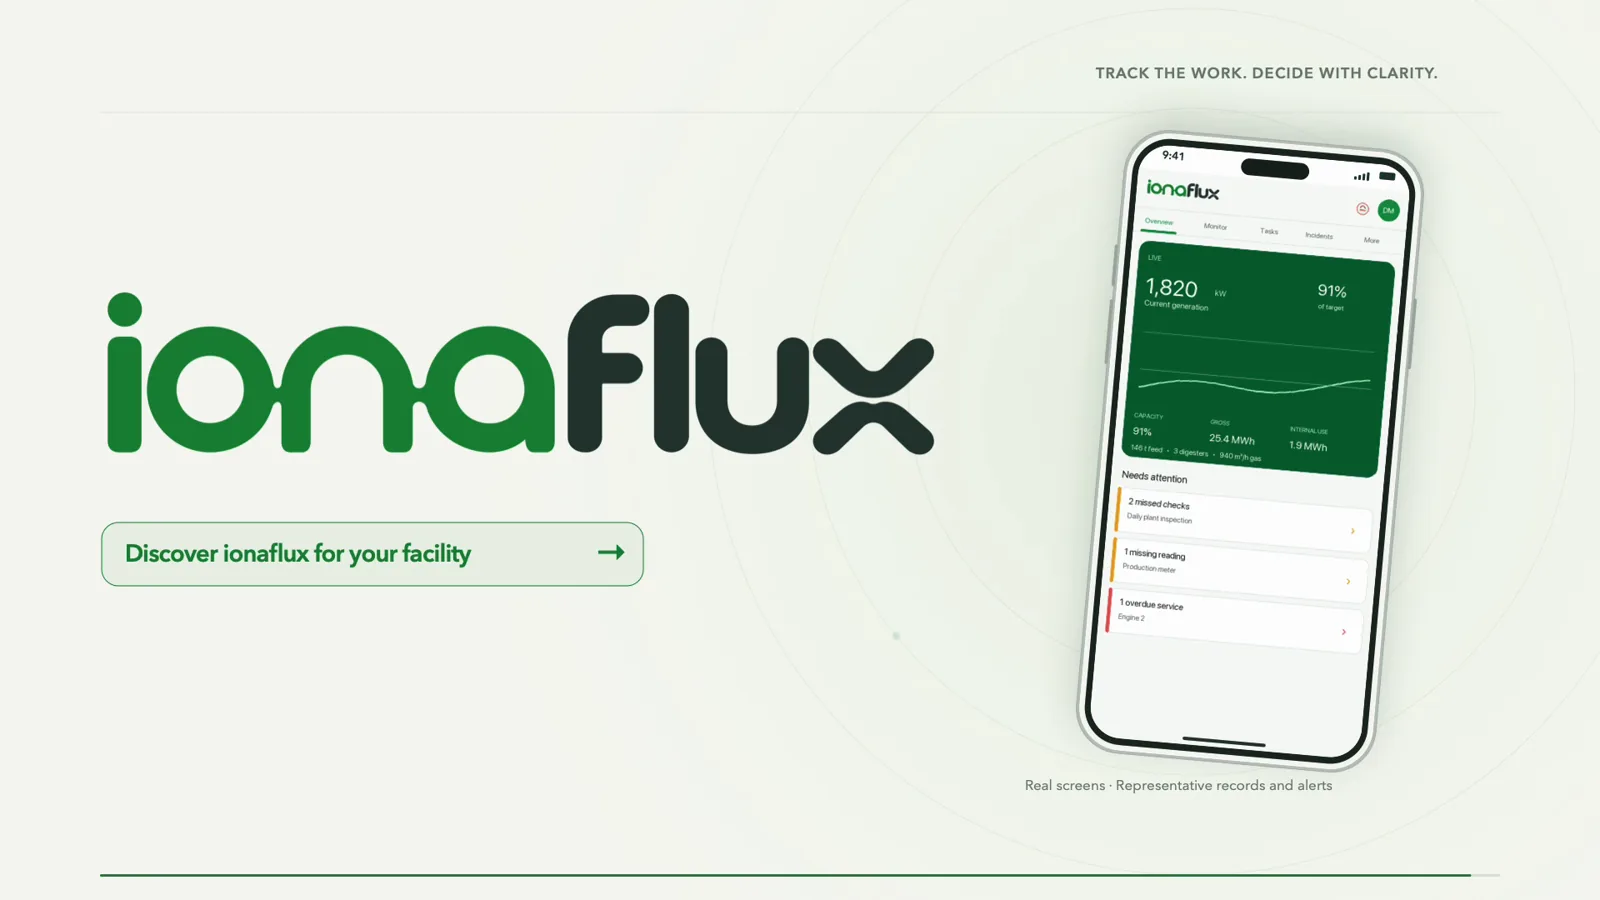 TRACK THE WORK. DECIDE WITH CLARITY.
ionaflux
Discover ionaflux for your facility →
9:41
ionaflux
DM
Overview Monitor Tasks Incidents More
LIVE
1,820 kW 91%
Current generation of target
CAPACITY GROSS INTERNAL USE
91% 25.4 MWh 1.9 MWh
146 t feed • 3 digesters • 940 m³/h gas
Needs attention
2 missed checks
Daily plant inspection
1 missing reading
Production meter
1 overdue service
Engine 2
Real screens · Representative records and alerts